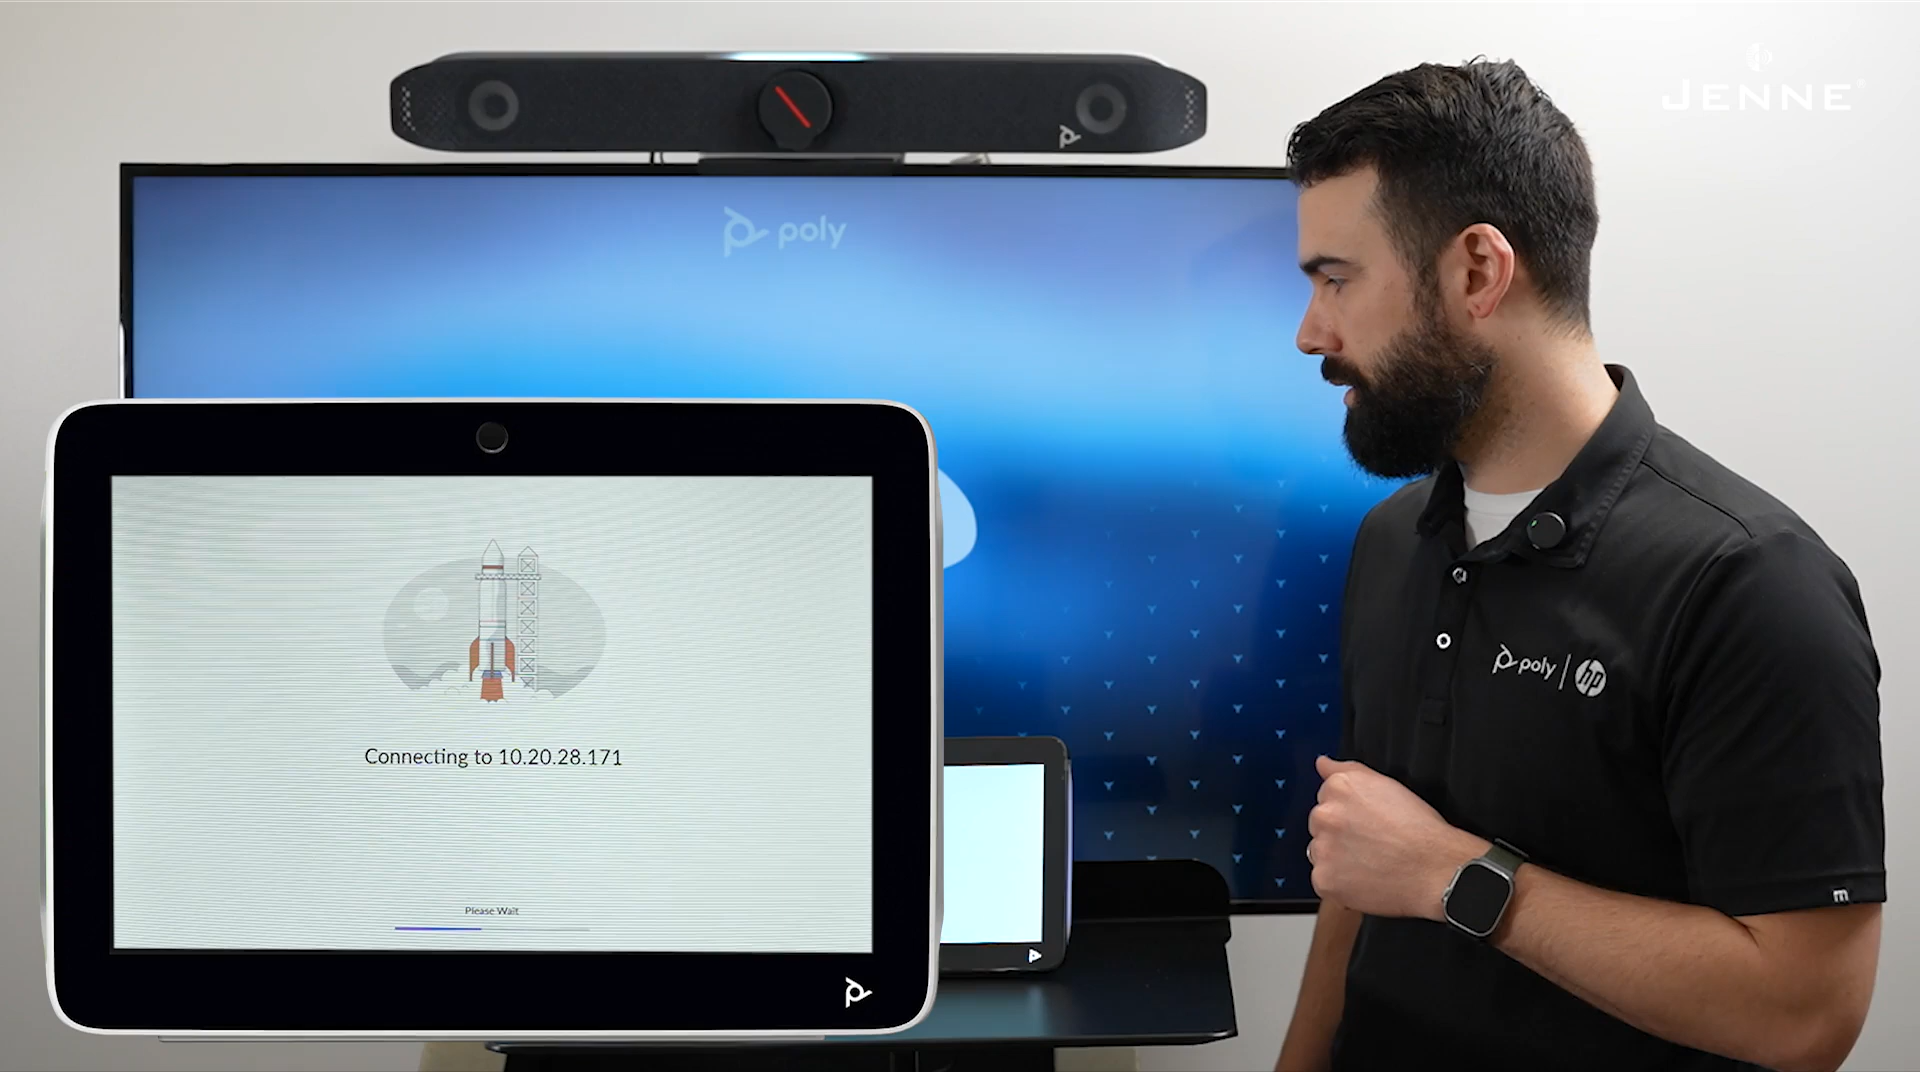 JENNE
poly
Connecting to 10.20.28.171
poly | hp
Please Wait